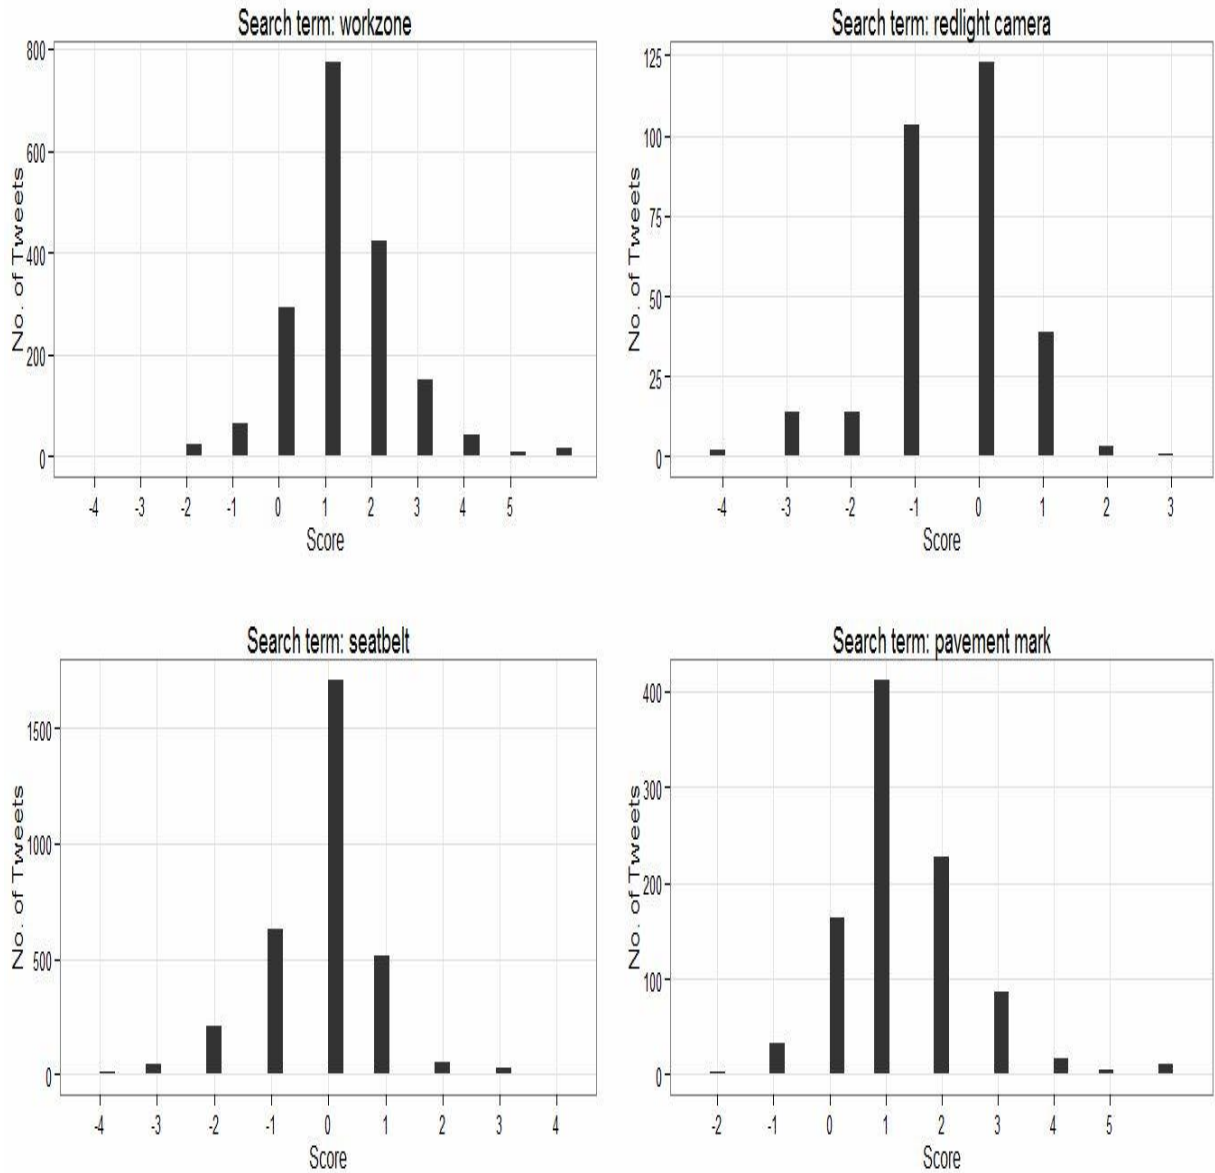 Search term: workzone
No. of Tweets
800
600
400
200
0
-4 -3 -2 -1 0 1 2 3 4 5
Score
Search term: redlight camera
No. of Tweets
125
100
75
50
25
0
-4 -3 -2 -1 0 1 2 3
Score
Search term: seatbelt
No. of Tweets
1500
1000
500
0
-4 -3 -2 -1 0 1 2 3 4
Score
Search term: pavement mark
No. of Tweets
400
300
200
100
0
-2 -1 0 1 2 3 4 5
Score